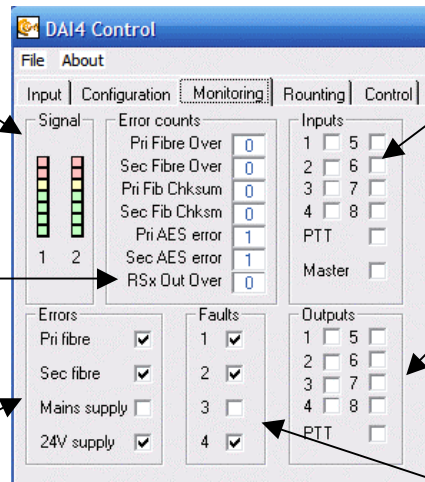 DAI4 Control
File About
Input Configuration Monitoring Rounting Control
Signal
1 2
Error counts
Pri Fibre Over 0
Sec Fibre Over 0
Pri Fib Chksum 0
Sec Fib Chksm 0
Pri AES error 1
Sec AES error 1
RSx Out Over 0
Inputs
1 5
2 6
3 7
4 8
PTT
Master
Errors
Pri fibre
Sec fibre
Mains supply
24V supply
Faults
1
2
3
4
Outputs
1 5
2 6
3 7
4 8
PTT